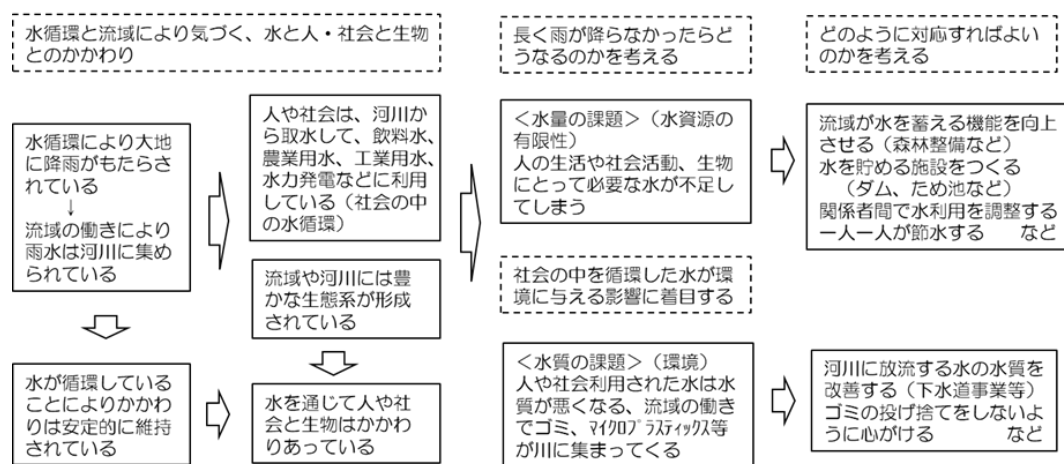 水循環と流域により気づく、水と人・社会と生物
とのかかわり
長く雨が降らなかったらど
うなるのかを考える
どのように対応すればよい
のかを考える
水循環により大地
に降雨がもたらさ
れている
↓
流域の働きにより
雨水は河川に集め
られている
人や社会は、河川から
取水して、飲料水、
農業用水、工業用水、
水力発電などに利用
している（社会の中
の水循環）
流域や河川には豊
かな生態系が形成
されている
水が循環している
ことによりかかわ
りは安定的に維持
されている
水を通じて人や社
会と生物はかかわ
りあっている
＜水量の課題＞（水資源の
有限性）
人の生活や社会活動、生物
にとって必要な水が不足し
てしまう
流域が水を蓄える機能を向上
させる（森林整備など）
水を貯める施設をつくる
（ダム、ため池など）
関係者間で水利用を調整する
一人一人が節水する　など
社会の中を循環した水が環
境に与える影響に着目する
＜水質の課題＞（環境）
人や社会利用された水は水
質が悪くなる、流域の働き
でゴミ、ﾏｲｸﾛﾌﾟﾗｽﾃｨｯｸｽ等
が川に集まってくる
河川に放流する水の水質を
改善する（下水道事業等）
ゴミの投げ捨てをしないよ
うに心がける　など